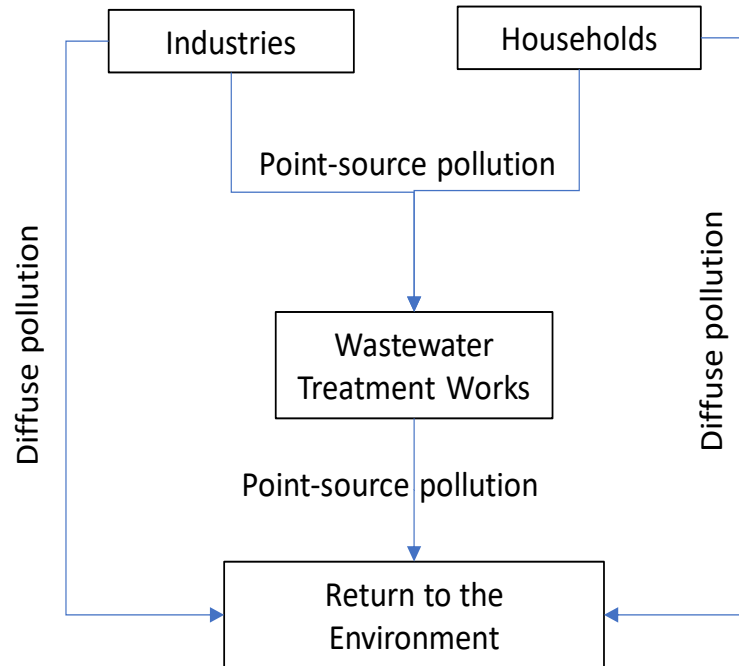 Industries
Households
Point-source pollution
Diffuse pollution
Diffuse pollution
Wastewater
Treatment Works
Point-source pollution
Return to the
Environment